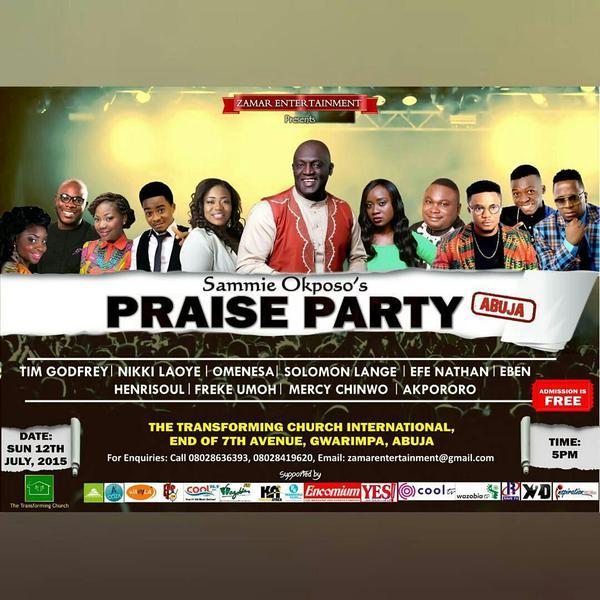 ZAMAR ENTERTAINMENT
Presents
Sammie Okposo's
PRAISE PARTY
ABUJA
TIM GODFREY| NIKKI LAOYE | OMENESA| SOLOMON LANGE | EFE NATHAN | EBEN
HENRISOUL | FREKE UMOH| MERCY CHINWO | AKPORORO
ADMISSION IS
FREE
DATE:
SUN 12TH
JULY, 2015
THE TRANSFORMING CHURCH INTERNATIONAL,
END OF 7TH AVENUE, GWARIMPA, ABUJA
For Enquiries: Call 08028636393, 08028419620, Email: zamarentertainment@gmail.com
TIME:
5PM
Supported by
The Transforming Church
cool
Encomium
YES
cool
wazobia
inspiration